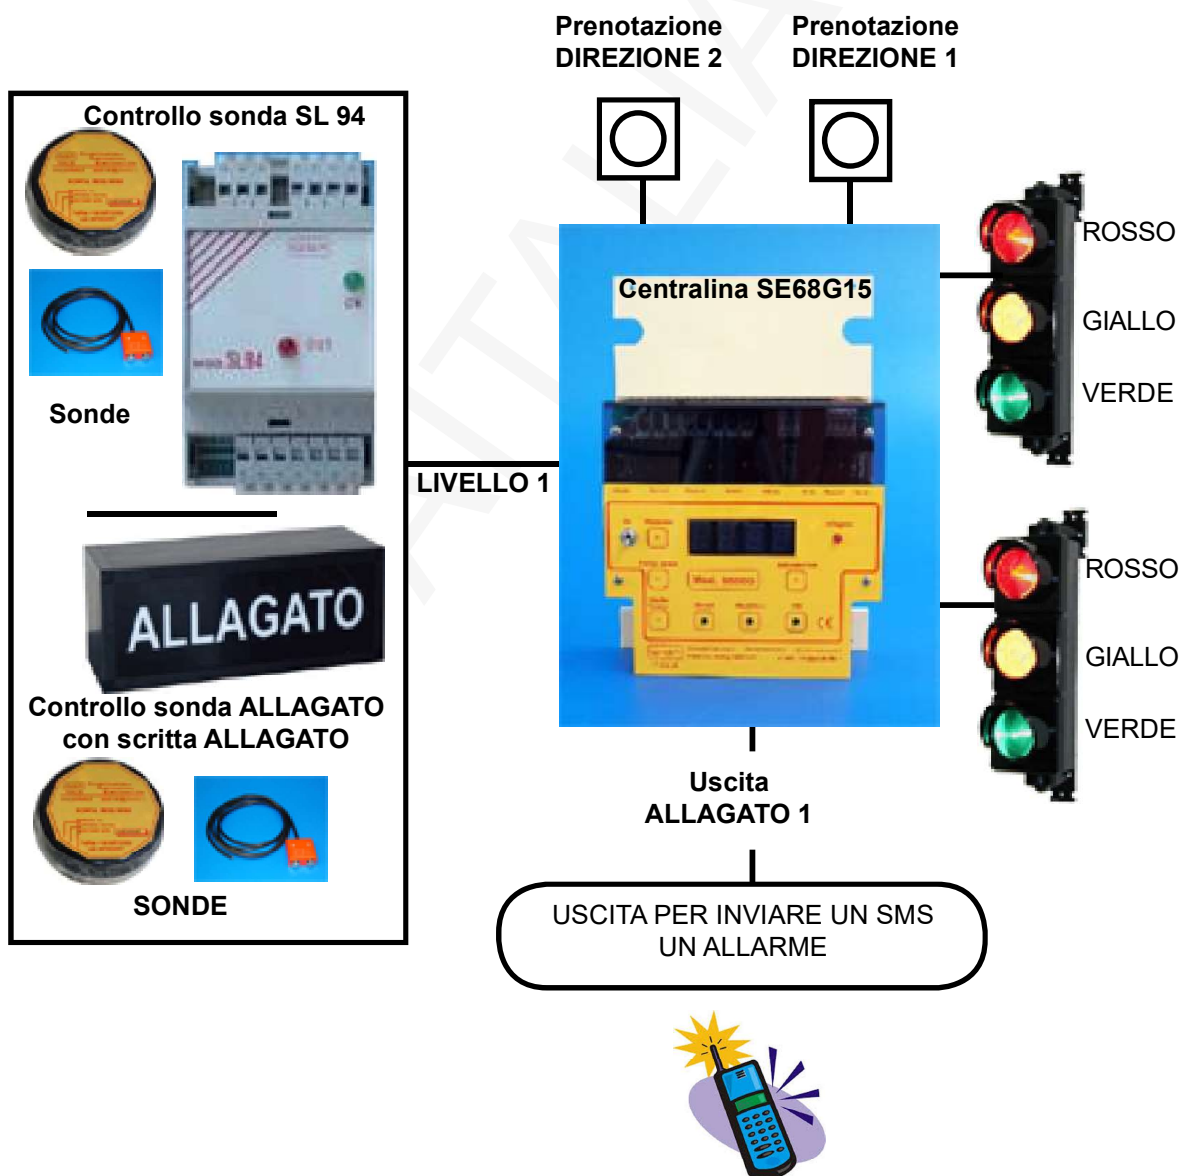 Prenotazione
DIREZIONE 2
Prenotazione
DIREZIONE 1
Controllo sonda SL 94
SL94
OUT
Sonde
LIVELLO 1
Centralina SE68G15
ROSSO
GIALLO
VERDE
ROSSO
GIALLO
VERDE
ALLAGATO
Controllo sonda ALLAGATO
con scritta ALLAGATO
SONDE
Uscita
ALLAGATO 1
USCITA PER INVIARE UN SMS
UN ALLARME